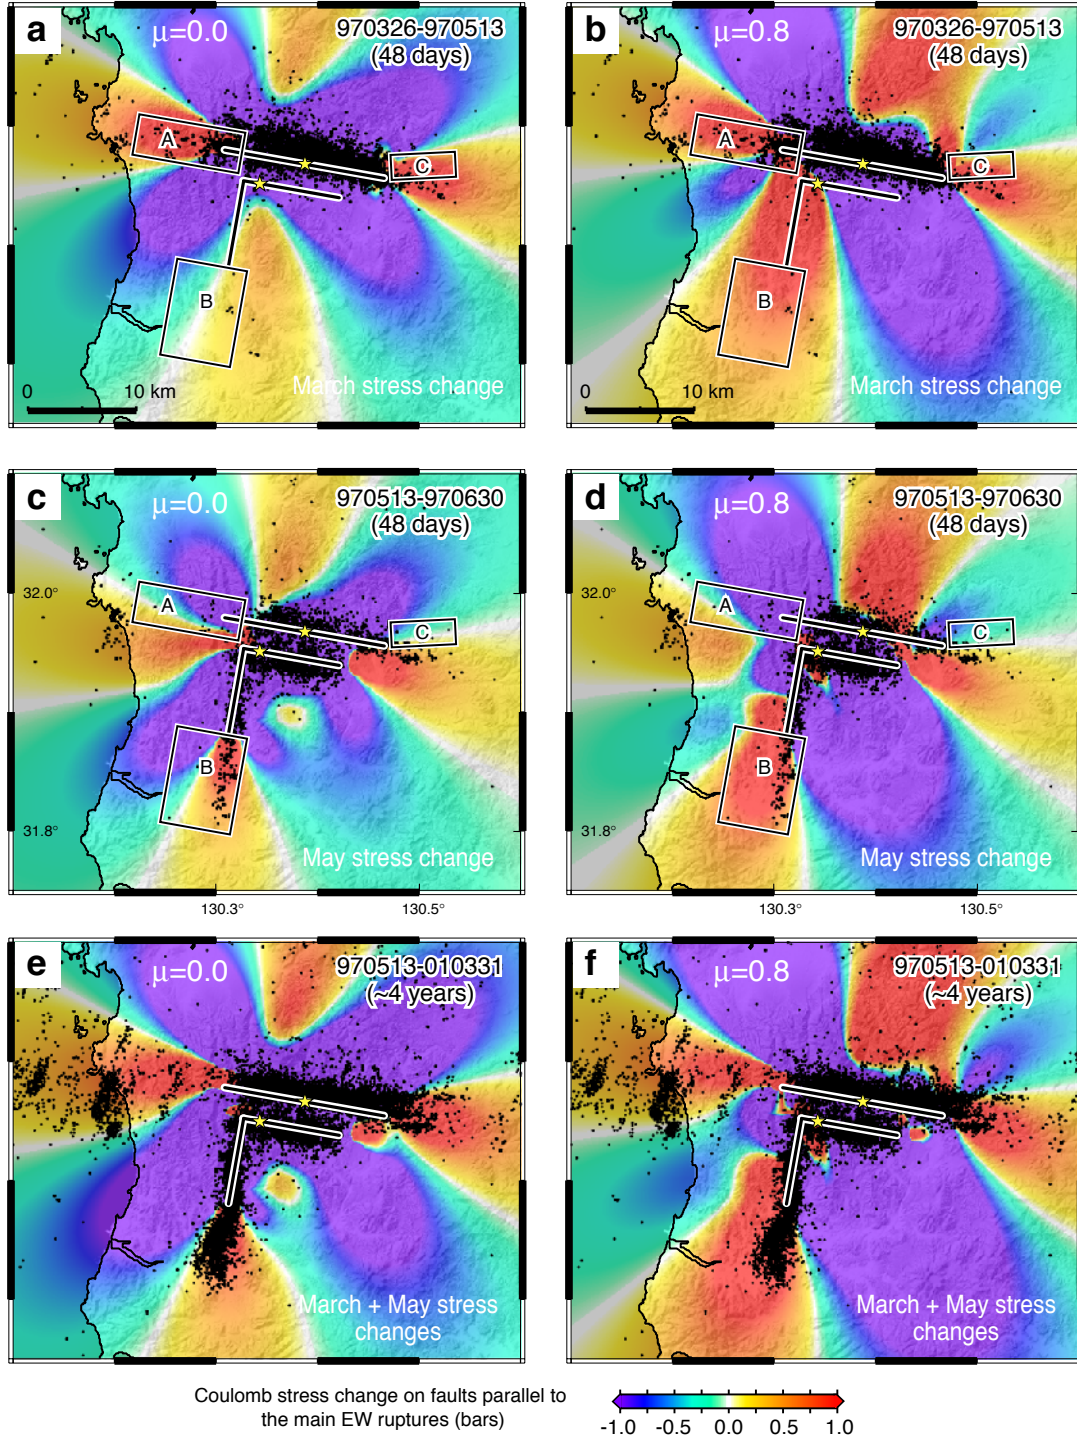 a
μ=0.0
970326-970513
(48 days)
A
C
B
0
10 km
March stress change
b
μ=0.8
970326-970513
(48 days)
A
C
B
0
10 km
March stress change
c
μ=0.0
970513-970630
(48 days)
32.0°
A
C
B
31.8°
May stress change
130.3°
130.5°
d
μ=0.8
970513-970630
(48 days)
32.0°
A
C
B
31.8°
May stress change
130.3°
130.5°
e
μ=0.0
970513-010331
(~4 years)
March + May stress
changes
f
μ=0.8
970513-010331
(~4 years)
March + May stress
changes
Coulomb stress change on faults parallel to
the main EW ruptures (bars)
-1.0 -0.5 0.0 0.5 1.0